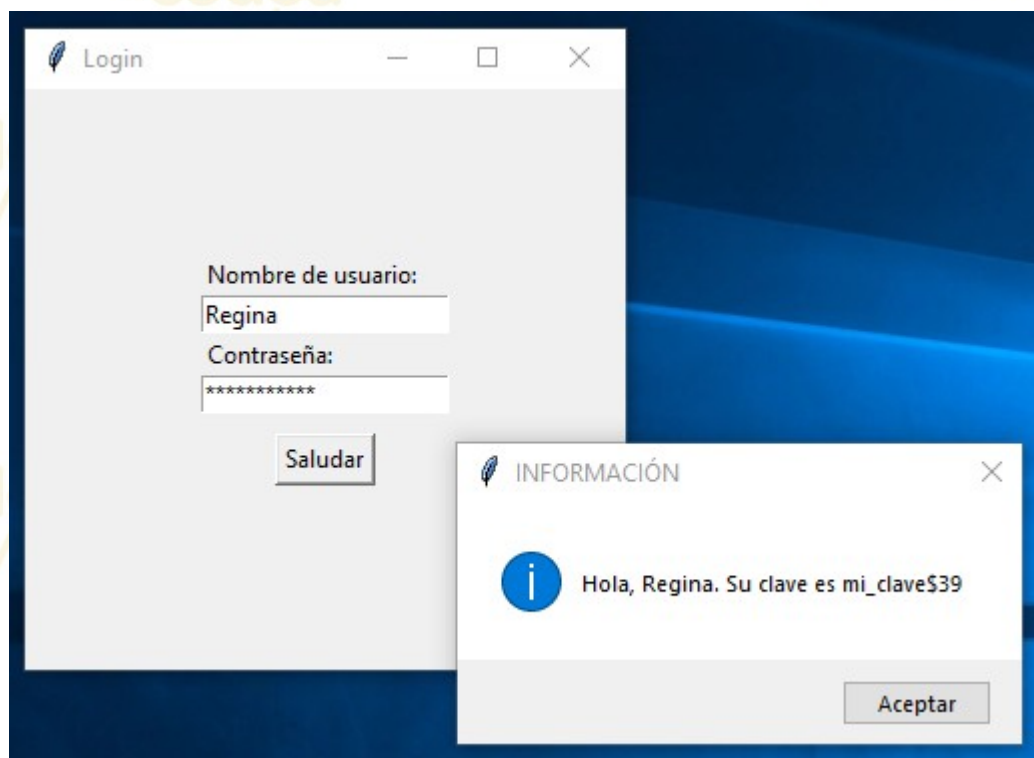 Login
Nombre de usuario:
Regina
Contraseña:
***********
Saludar
INFORMACIÓN
Hola, Regina. Su clave es mi_clave$39
Aceptar